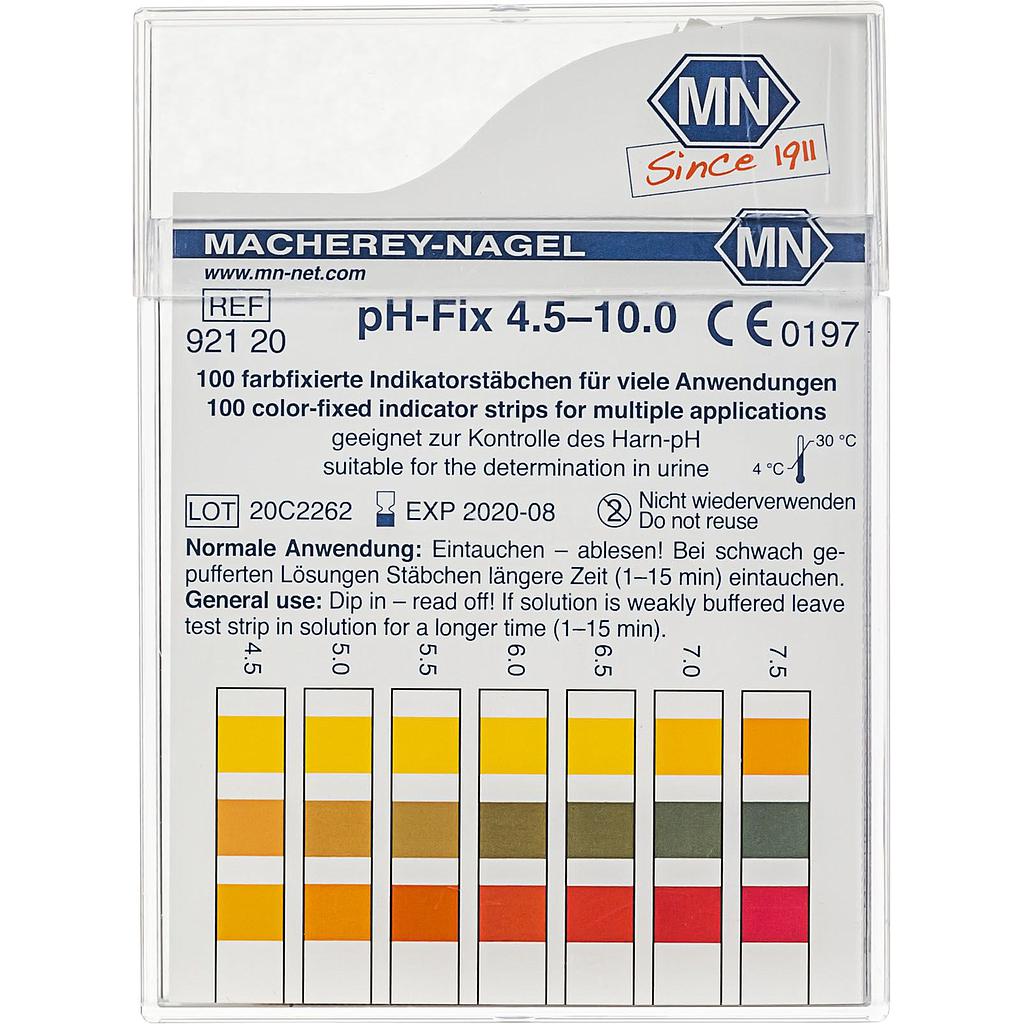 MN
Since 1911
MACHEREY-NAGEL
MN
www.mn-net.com
REF
921 20
pH-Fix 4.5–10.0
CE 0197
100 farbfixierte Indikatorstäbchen für viele Anwendungen
100 color-fixed indicator strips for multiple applications
geeignet zur Kontrolle des Harn-pH
suitable for the determination in urine
30 °C
4 °C
LOT 20C2262
EXP 2020-08
2
Nicht wiederverwenden
Do not reuse
Normale Anwendung: Eintauchen – ablesen! Bei schwach ge-
pufferten Lösungen Stäbchen längere Zeit (1–15 min) eintauchen.
General use: Dip in – read off! If solution is weakly buffered leave
test strip in solution for a longer time (1–15 min).
4.5 5.0 5.5 6.0 6.5 7.0 7.5